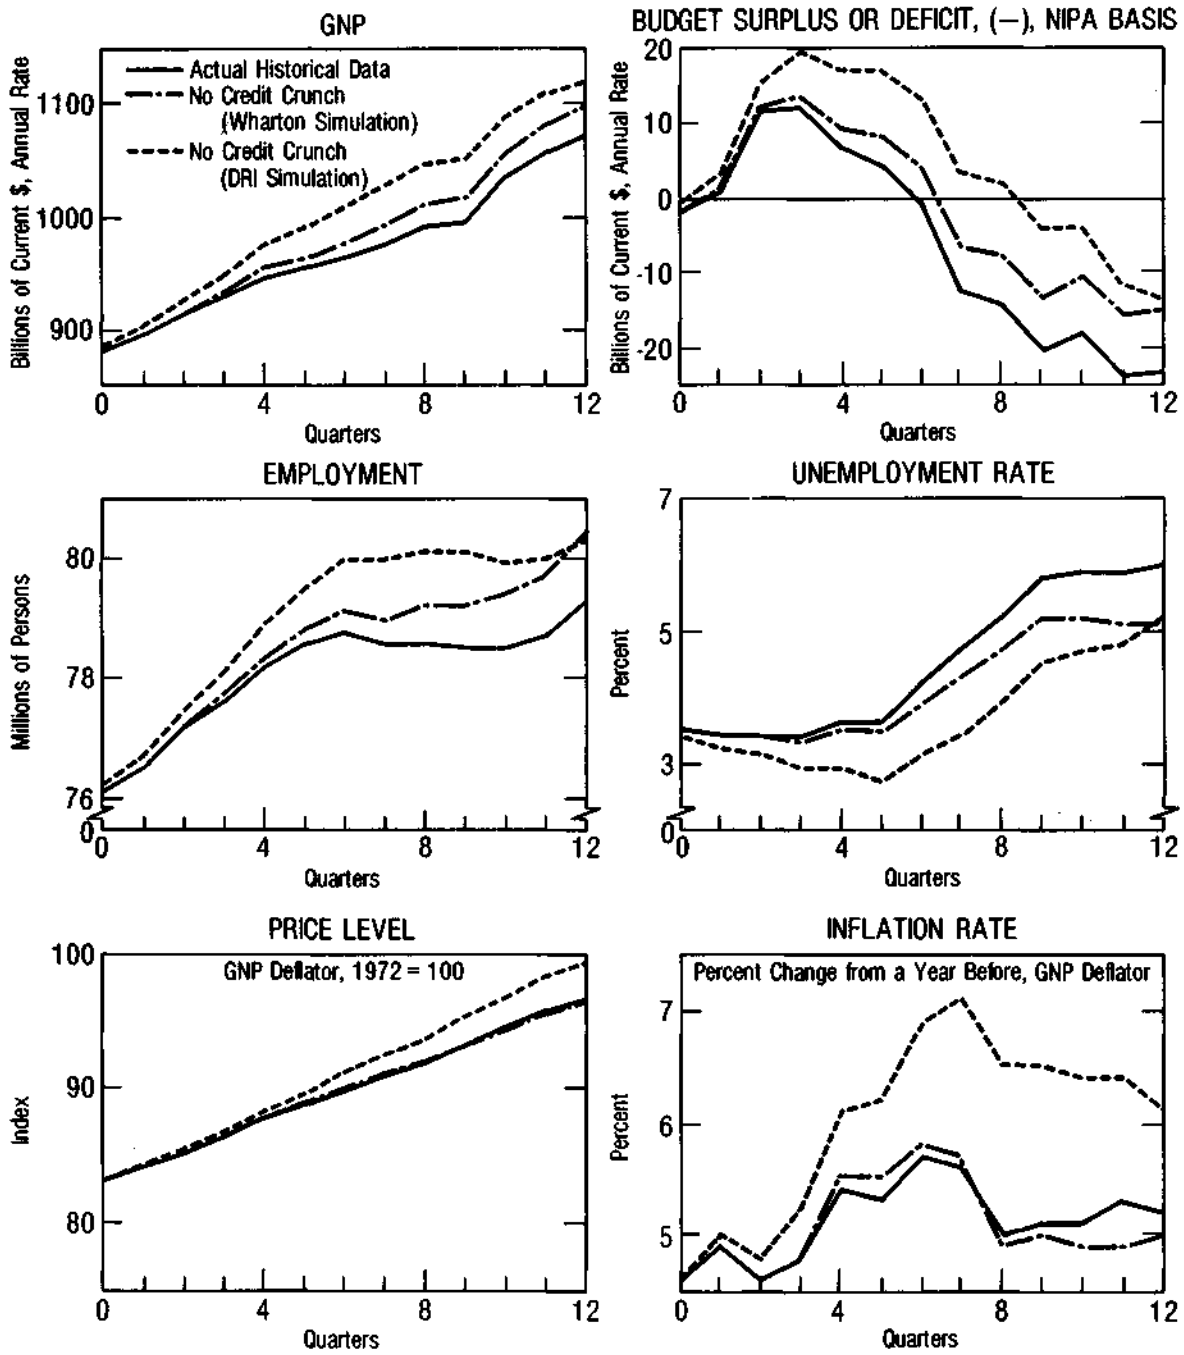 GNP
Billions of Current $, Annual Rate
Actual Historical Data
No Credit Crunch
(Wharton Simulation)
No Credit Crunch
(DRI Simulation)
1100
1000
900
0 4 8 12
Quarters
BUDGET SURPLUS OR DEFICIT, (—), NIPA BASIS
Billions of Current $, Annual Rate
20
10
0
-10
-20
0 4 8 12
Quarters
EMPLOYMENT
Millions of Persons
80
78
76
0
0 4 8 12
Quarters
UNEMPLOYMENT RATE
Percent
7
5
3
0
0 4 8 12
Quarters
PRICE LEVEL
GNP Deflator, 1972 = 100
Index
100
90
80
0 4 8 12
Quarters
INFLATION RATE
Percent Change from a Year Before, GNP Deflator
Percent
7
6
5
0 4 8 12
Quarters